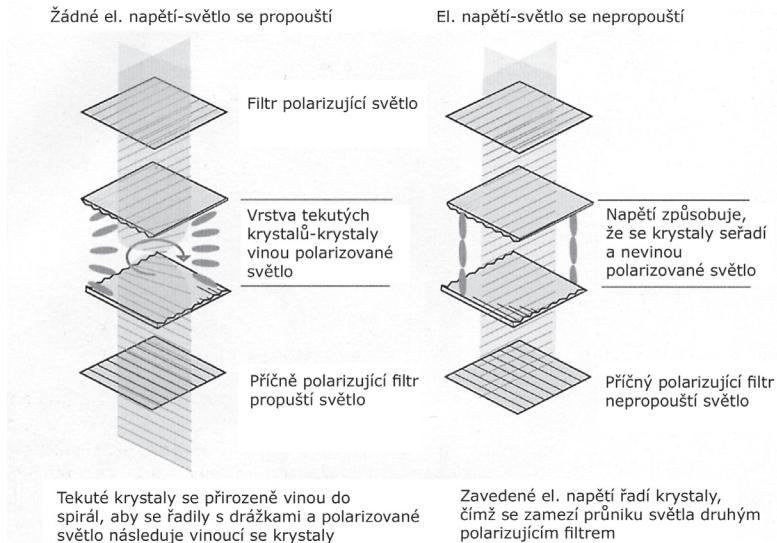 Žádné el. napětí-světlo se propouští
El. napětí-světlo se nepropouští
Filtr polarizující světlo
Vrstva tekutých
krystalů-krystaly
vinou polarizované
světlo
Napětí způsobuje,
že se krystaly seřadí
a nevinou
polarizované světlo
Příčně polarizující filtr
propuští světlo
Příčný polarizující filtr
nepropouští světlo
Tekuté krystaly se přirozeně vinou do
spirál, aby se řadily s drážkami a polarizované
světlo následuje vinoucí se krystaly
Zavedené el. napětí řadí krystaly,
čímž se zamezí průniku světla druhým
polarizujícím filtrem